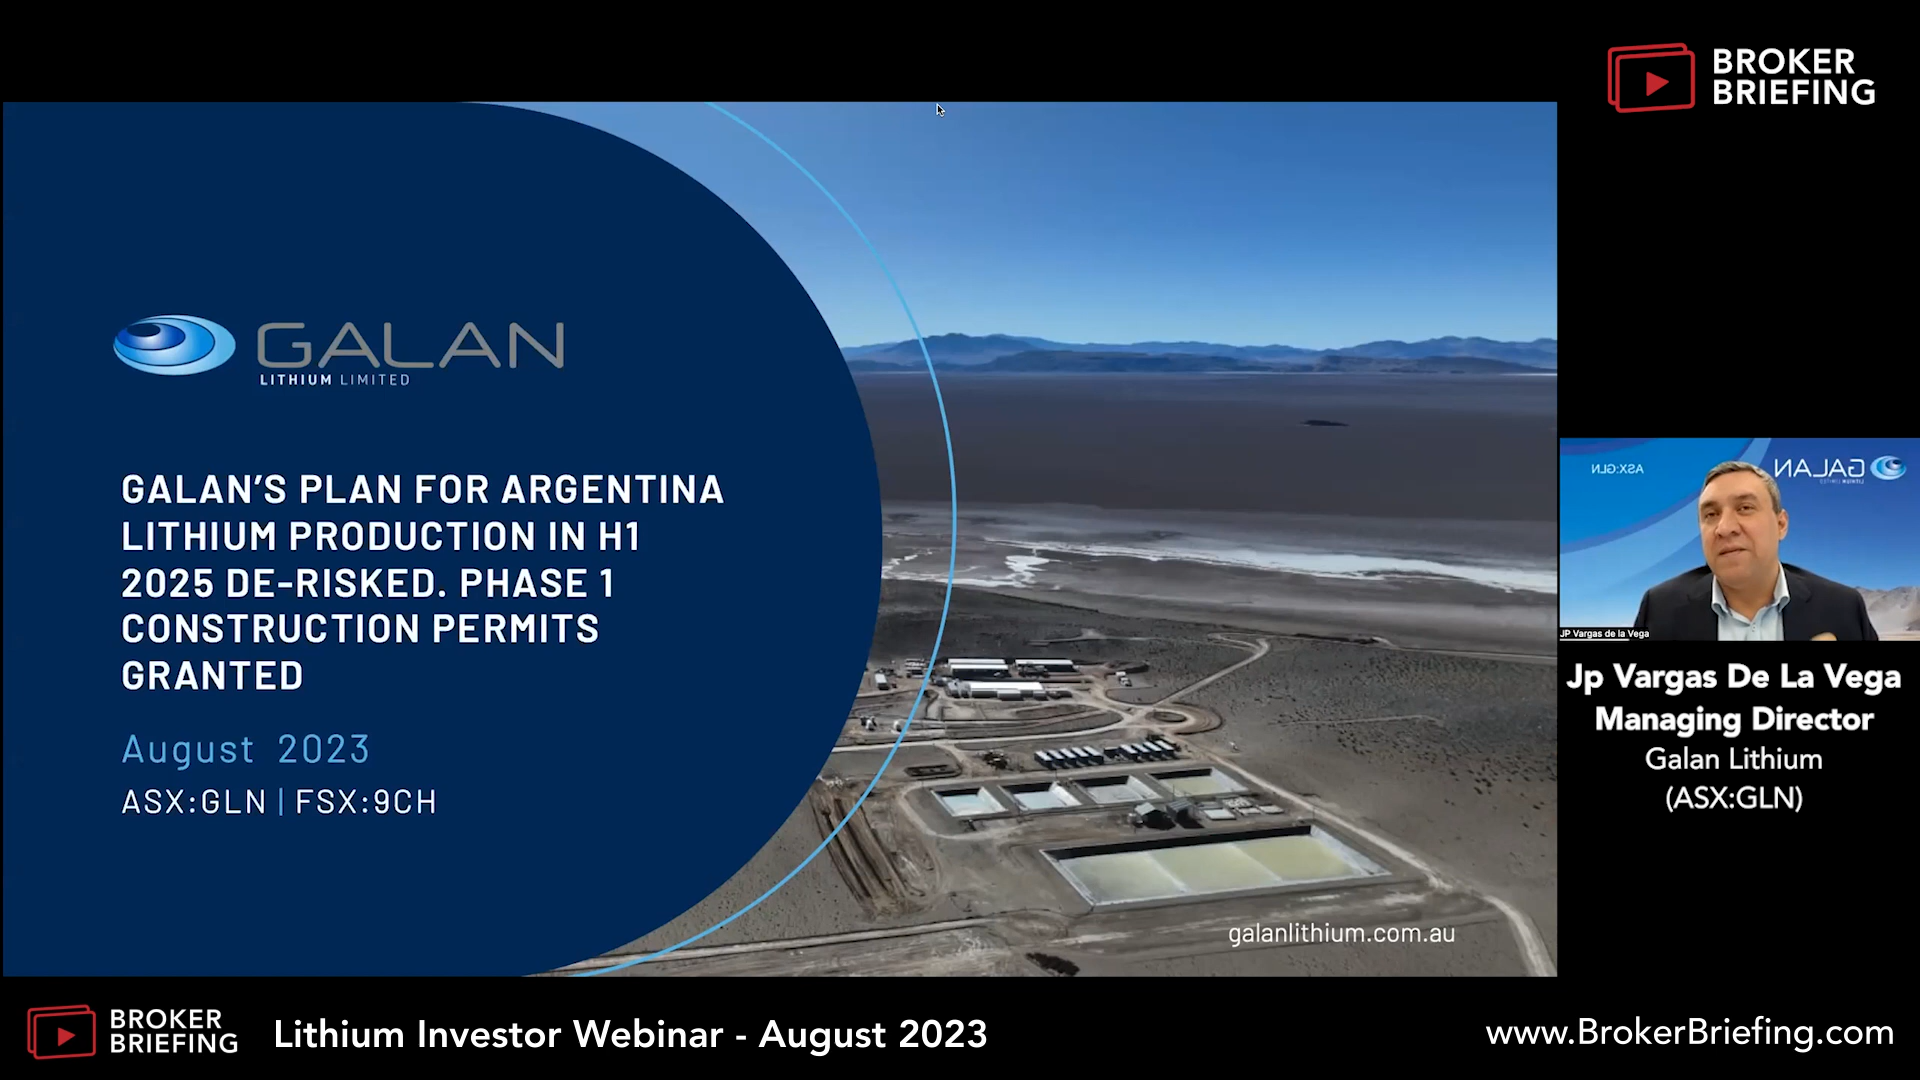 BROKER
BRIEFING
GALAN
LITHIUM LIMITED
GALAN'S PLAN FOR ARGENTINA
LITHIUM PRODUCTION IN H1
2025 DE-RISKED. PHASE 1
CONSTRUCTION PERMITS
GRANTED
August 2023
ASX:GLN | FSX:9CH
galanlithium.com.au
ASX:GLN
GALAN
LITHIUM LIMITED
JP Vargas de la Vega
Jp Vargas De La Vega
Managing Director
Galan Lithium
(ASX:GLN)
BROKER
BRIEFING
Lithium Investor Webinar - August 2023
www.BrokerBriefing.com